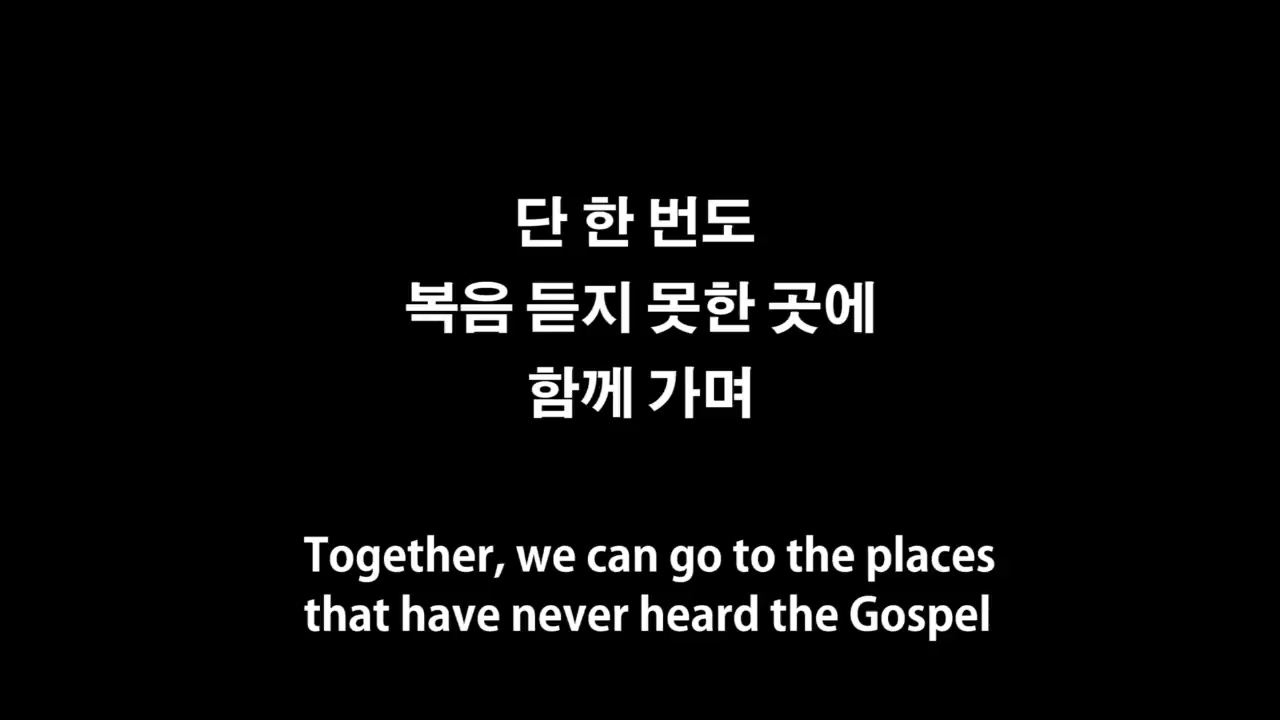 단 한 번도
복음 듣지 못한 곳에
함께 가며
Together, we can go to the places
that have never heard the Gospel